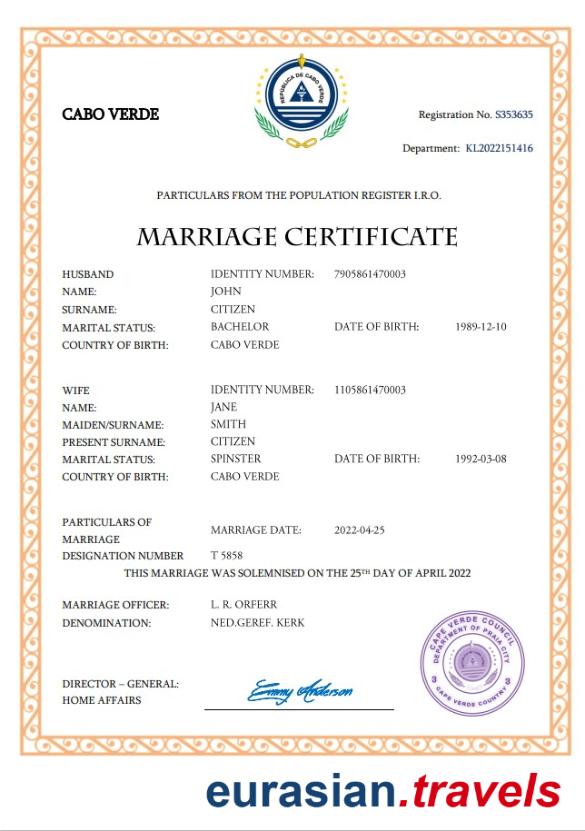 REPÚBLICA DE CABO VERDE
CABO VERDE
Registration No. S353635
Department: KL2022151416
PARTICULARS FROM THE POPULATION REGISTER I.R.O.
MARRIAGE CERTIFICATE
HUSBAND IDENTITY NUMBER: 7905861470003
NAME: JOHN
SURNAME: CITIZEN
MARITAL STATUS: BACHELOR DATE OF BIRTH: 1989-12-10
COUNTRY OF BIRTH: CABO VERDE
WIFE IDENTITY NUMBER: 1105861470003
NAME: JANE
MAIDEN/SURNAME: SMITH
PRESENT SURNAME: CITIZEN
MARITAL STATUS: SPINSTER DATE OF BIRTH: 1992-03-08
COUNTRY OF BIRTH: CABO VERDE
PARTICULARS OF
MARRIAGE MARRIAGE DATE: 2022-04-25
DESIGNATION NUMBER T 5858
THIS MARRIAGE WAS SOLEMNISED ON THE 25TH DAY OF APRIL 2022
MARRIAGE OFFICER: L. R. ORFERR
DENOMINATION: NED.GEREF. KERK
CAPE VERDE COUNCIL
DEPARTMENT OF PRAIA CITY
CAPE VERDE COUNTRY
DIRECTOR – GENERAL:
HOME AFFAIRS
Emmy Anderson
eurasian.travels